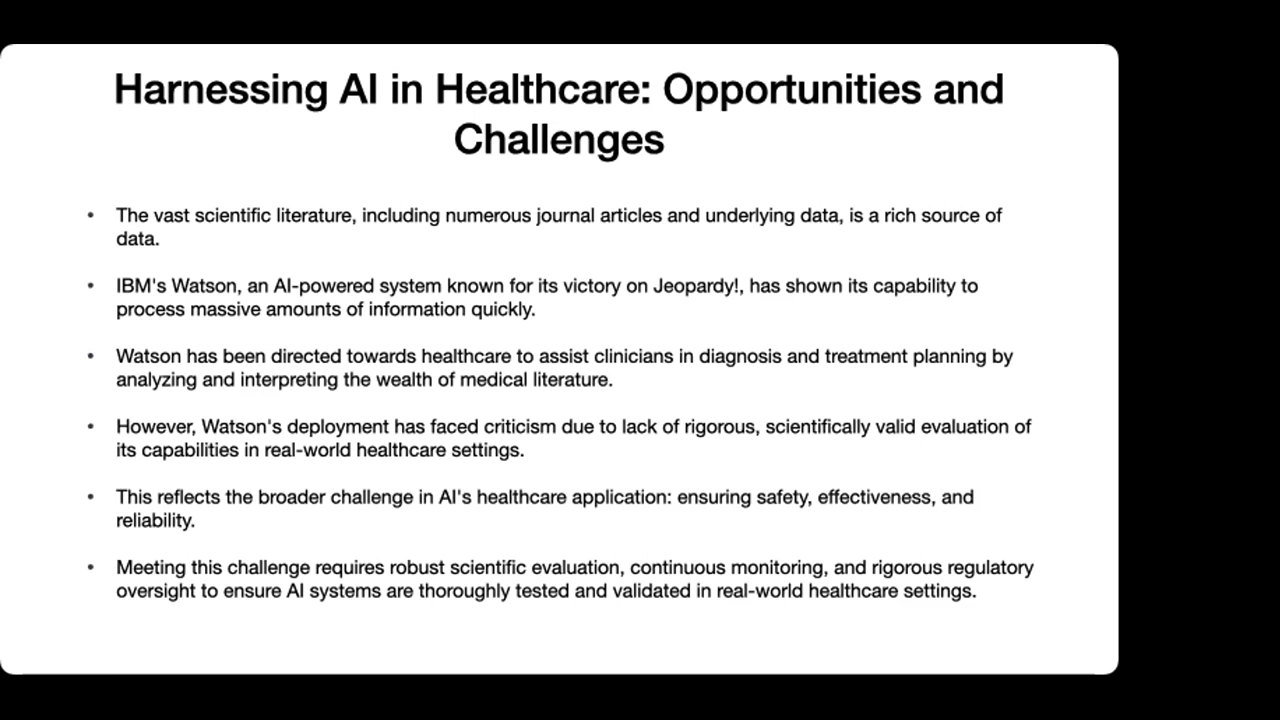 Harnessing AI in Healthcare: Opportunities and
Challenges
• The vast scientific literature, including numerous journal articles and underlying data, is a rich source of
data.
• IBM's Watson, an AI-powered system known for its victory on Jeopardy!, has shown its capability to
process massive amounts of information quickly.
• Watson has been directed towards healthcare to assist clinicians in diagnosis and treatment planning by
analyzing and interpreting the wealth of medical literature.
• However, Watson's deployment has faced criticism due to lack of rigorous, scientifically valid evaluation of
its capabilities in real-world healthcare settings.
• This reflects the broader challenge in AI's healthcare application: ensuring safety, effectiveness, and
reliability.
• Meeting this challenge requires robust scientific evaluation, continuous monitoring, and rigorous regulatory
oversight to ensure AI systems are thoroughly tested and validated in real-world healthcare settings.